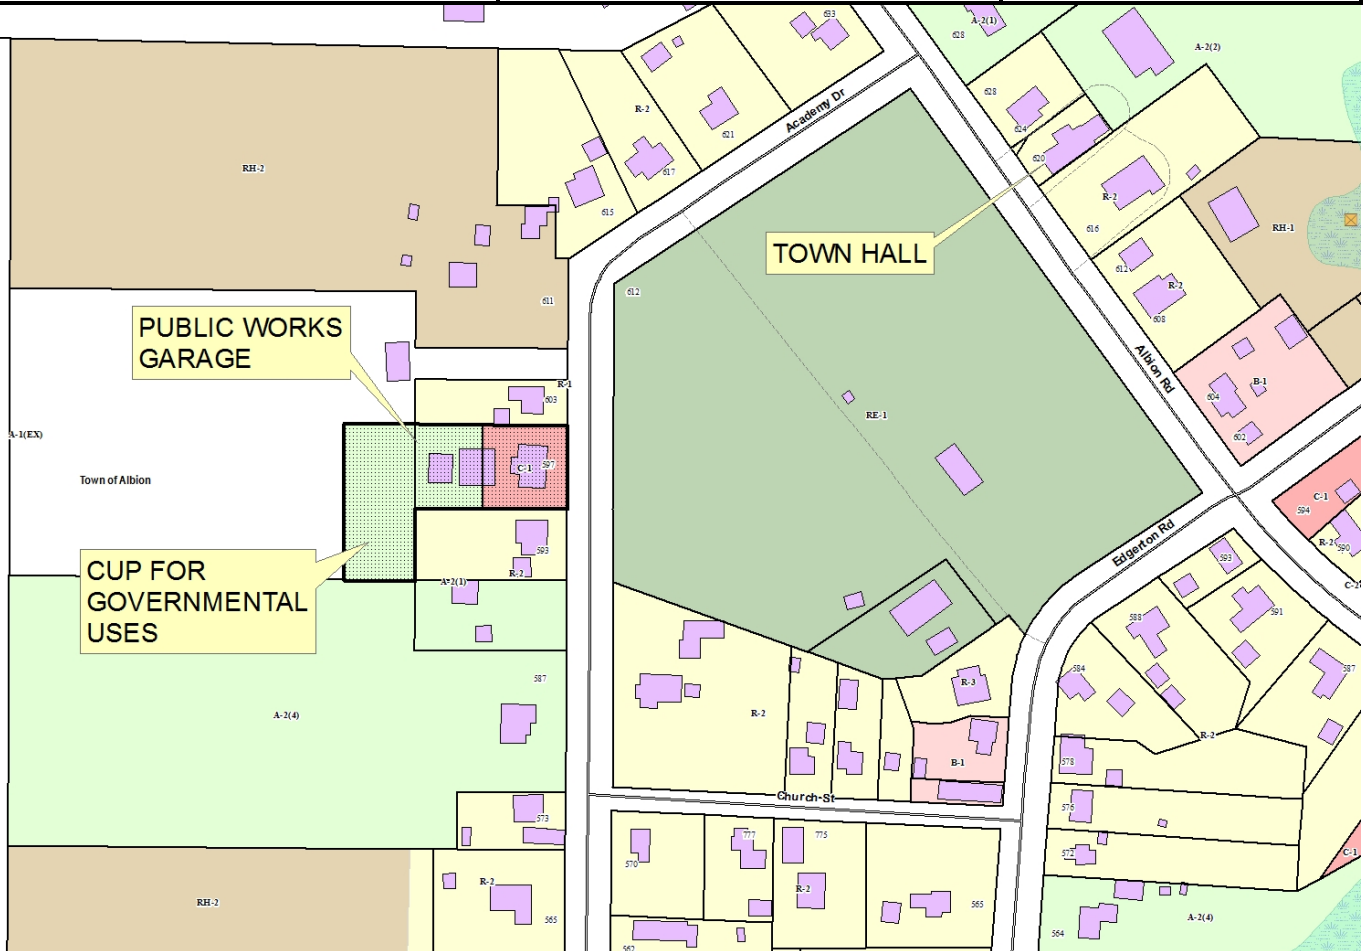 633
A-2(1)
628
A-2(2)
628
R-2
621
Academy Dr
624
620
RH-2
617
615
R-2
616
RH-1
TOWN HALL
612
R-2
608
611
612
PUBLIC WORKS
GARAGE
Albion Rd
R-1
603
B-1
604
602
RE-1
A-1(EX)
Town of Albion
C-1
597
C-1
594
R-2
590
CUP FOR
GOVERNMENTAL
USES
593
R-2
A-2(1)
Edgerton Rd
593
591
588
587
584
587
R-3
A-2(4)
R-2
R-2
B-1
578
Church St
573
576
570
777
775
572
C-1
R-2
R-2
RH-2
565
565
A-2(4)
564
562